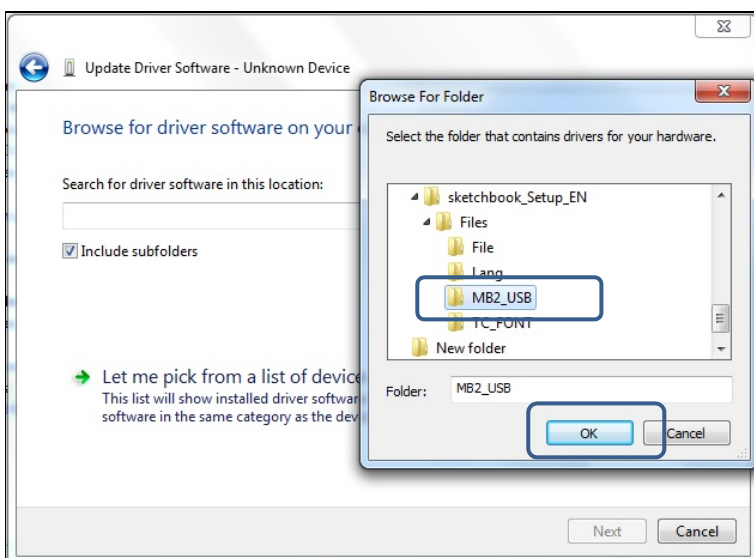 Update Driver Software - Unknown Device
Browse for driver software on your
Search for driver software in this location:
Include subfolders
Let me pick from a list of device
This list will show installed driver softwar
software in the same category as the dev
Next
Cancel
Browse For Folder
Select the folder that contains drivers for your hardware.
sketchbook_Setup_EN
Files
File
Lang
MB2_USB
TC_FONT
New folder
Folder:
MB2_USB
OK
Cancel